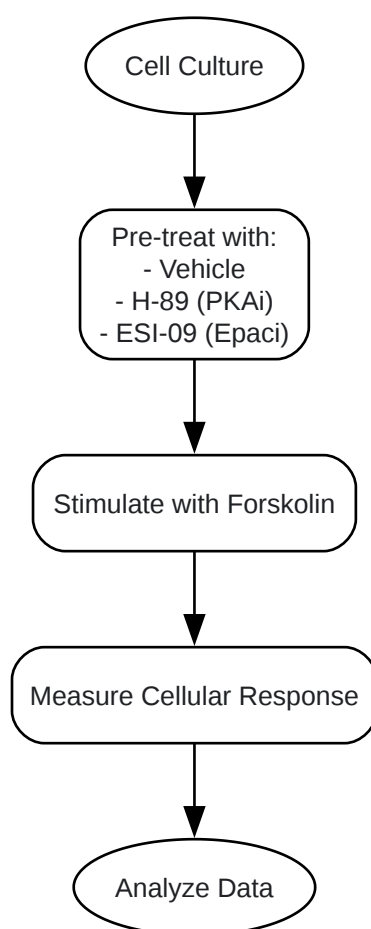 Cell Culture
Pre-treat with:
- Vehicle
- H-89 (PKAi)
- ESI-09 (Epaci)
Stimulate with Forskolin
Measure Cellular Response
Analyze Data